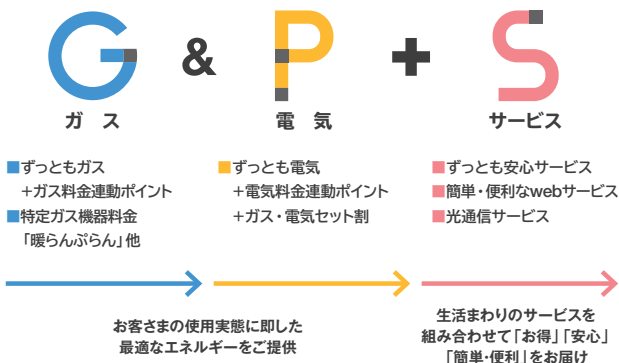 G & P + S
ガス
電気
サービス
■ずっともガス
+ガス料金連動ポイント
■特定ガス機器料金
「暖らんぷらん」他
■ずっとも電気
+電気料金連動ポイント
+ガス・電気セット割
■ずっとも安心サービス
■簡単・便利なwebサービス
■光通信サービス
お客さまの使用実態に即した
最適なエネルギーをご提供
生活まわりのサービスを
組み合わせて「お得」「安心」
「簡単・便利」をお届け